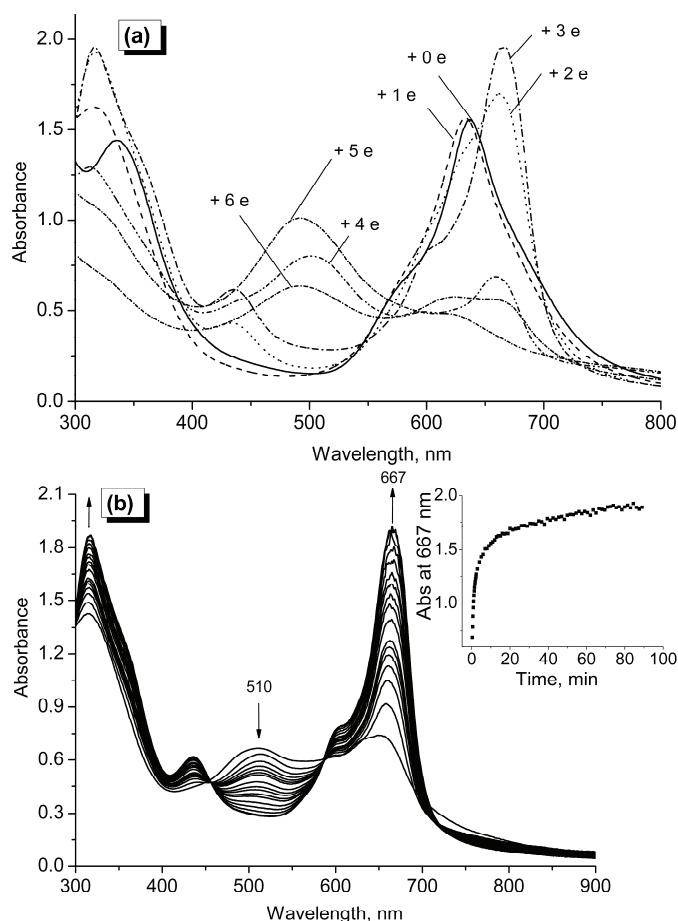 (a)
2.0
1.5
1.0
0.5
0.0
Absorbance
+ 3 e
+ 0 e
+ 2 e
+ 1 e
+ 5 e
+ 6 e
+ 4 e
300 400 500 600 700 800
Wavelength, nm
(b)
2.1
1.8
1.5
1.2
0.9
0.6
0.3
0.0
Absorbance
667
510
2.0
1.5
1.0
Abs at 667 nm
0 20 40 60 80 100
Time, min
300 400 500 600 700 800 900
Wavelength, nm